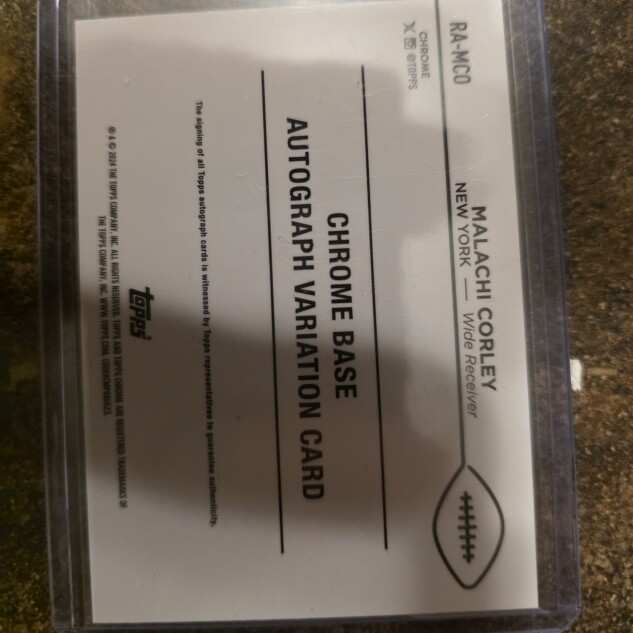 RA-MCO
MALACHI CORLEY
NEW YORK — Wide Receiver
CHROME
@TOPPS
CHROME BASE
AUTOGRAPH VARIATION CARD
The signing of all Topps autograph cards is witnessed by Topps representatives to guarantee authenticity.
topps
® & © 2024 THE TOPPS COMPANY, INC. ALL RIGHTS RESERVED. TOPPS AND TOPPS CHROME ARE REGISTERED TRADEMARKS OF
THE TOPPS COMPANY, INC. WWW.TOPPS.COM.